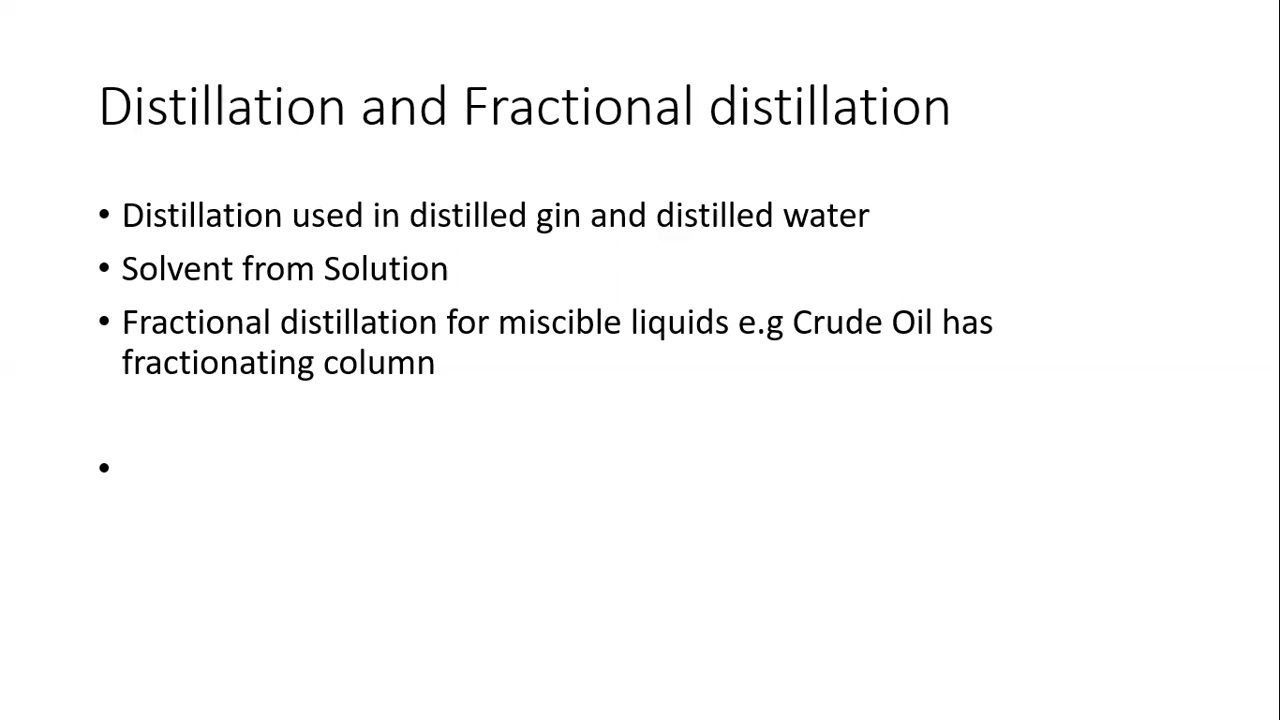 Distillation and Fractional distillation
• Distillation used in distilled gin and distilled water
• Solvent from Solution
• Fractional distillation for miscible liquids e.g Crude Oil has
fractionating column
•